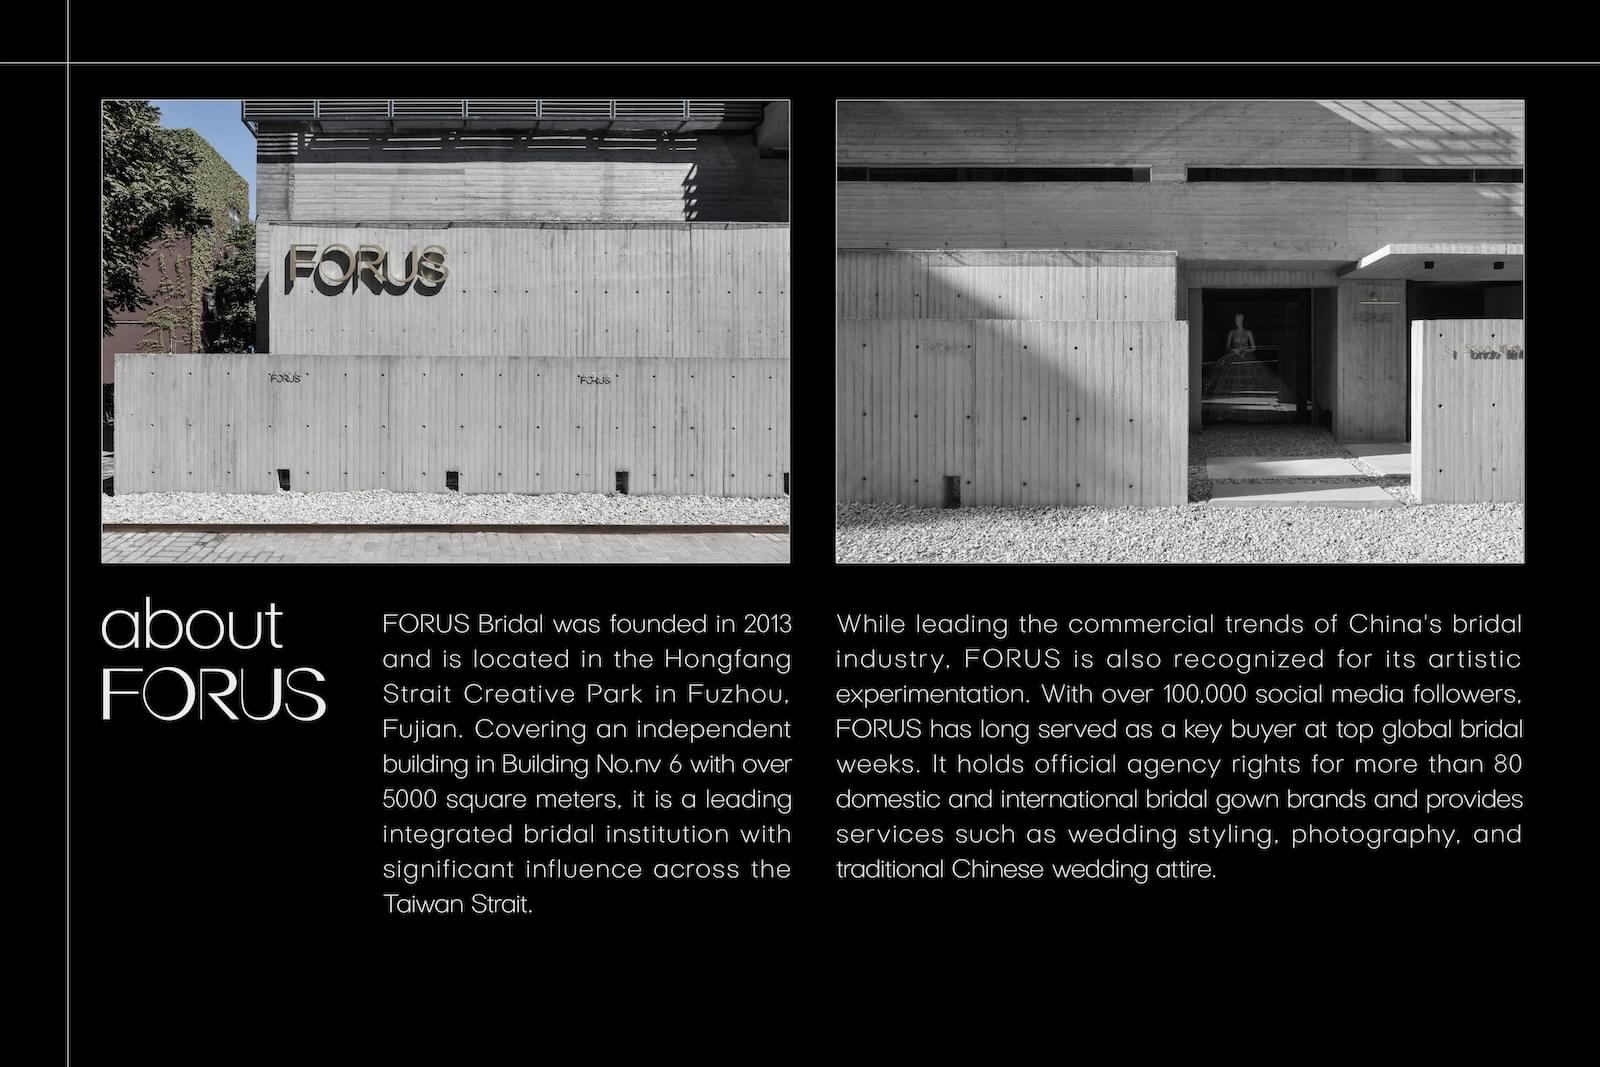 FORUS
FORUS
FORUS
FORUS
about
FORUS
FORUS Bridal was founded in 2013
and is located in the Hongfang
Strait Creative Park in Fuzhou,
Fujian. Covering an independent
building in Building No.nv 6 with over
5000 square meters, it is a leading
integrated bridal institution with
significant influence across the
Taiwan Strait.
While leading the commercial trends of China's bridal
industry, FORUS is also recognized for its artistic
experimentation. With over 100,000 social media followers,
FORUS has long served as a key buyer at top global bridal
weeks. It holds official agency rights for more than 80
domestic and international bridal gown brands and provides
services such as wedding styling, photography, and
traditional Chinese wedding attire.